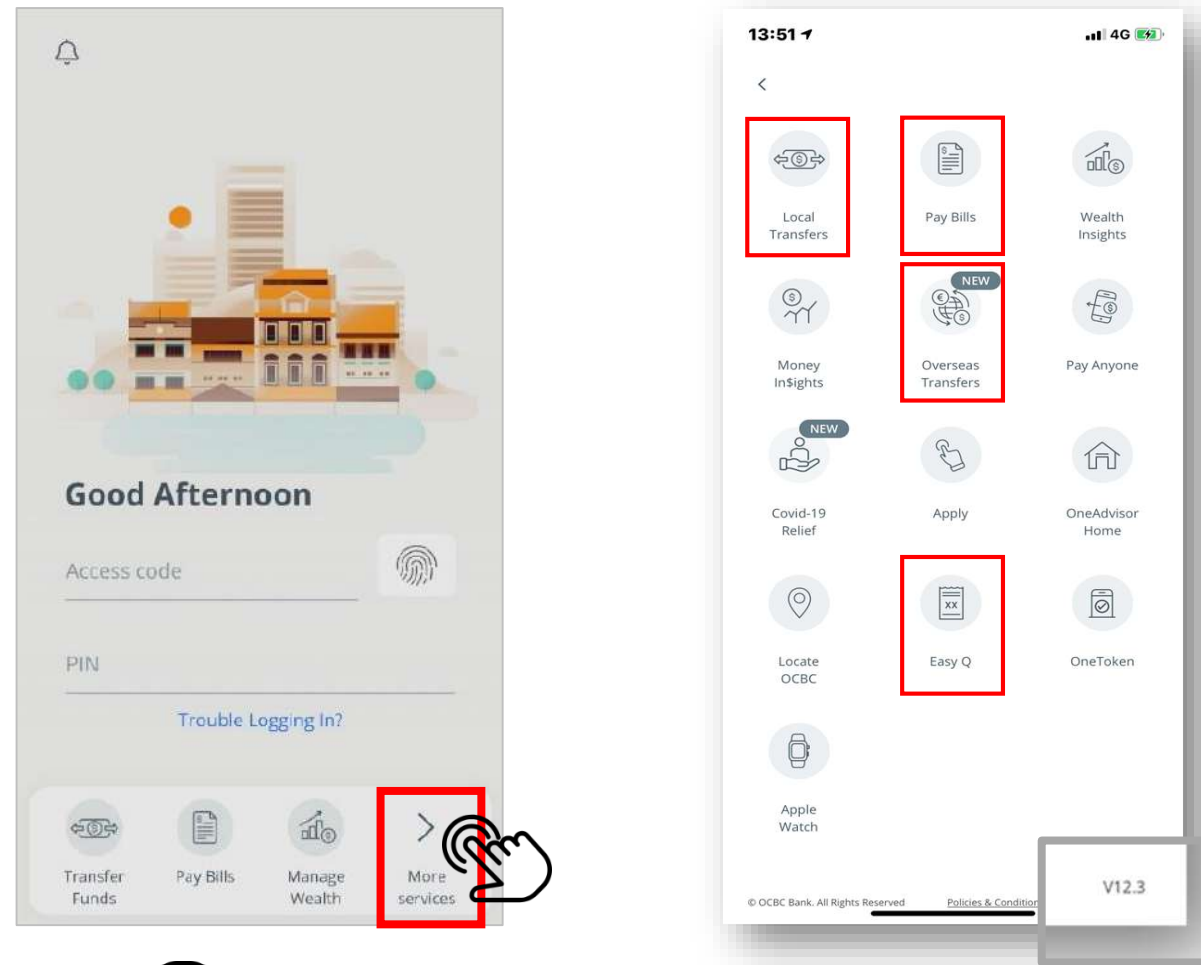 Good Afternoon
Access code
PIN
Trouble Logging In?
Transfer
Funds
Pay Bills
Manage
Wealth
More
services
13:51
4G
Local
Transfers
Pay Bills
Wealth
Insights
NEW
Money
In$ights
Overseas
Transfers
Pay Anyone
NEW
Covid-19
Relief
Apply
OneAdvisor
Home
Locate
OCBC
XX
Easy Q
OneToken
Apple
Watch
© OCBC Bank. All Rights Reserved
Policies & Condition
V12.3